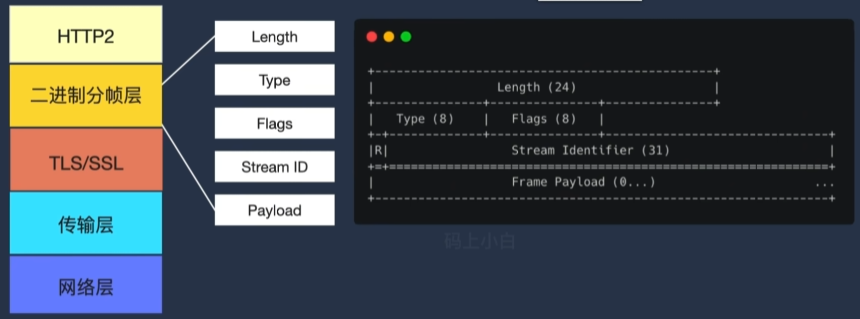 HTTP2
二进制分帧层
TLS/SSL
传输层
网络层
Length
Type
Flags
Stream ID
Payload
+-----------------------------------------------+
|                 Length (24)                   |
+---------------+---------------+---------------+
|   Type (8)    |   Flags (8)   |
+-+-------------+---------------+-------------------------------+
|R|                 Stream Identifier (31)                      |
+=+=============================================================+
|                   Frame Payload (0...)                      ...
+---------------------------------------------------------------+
码上小白